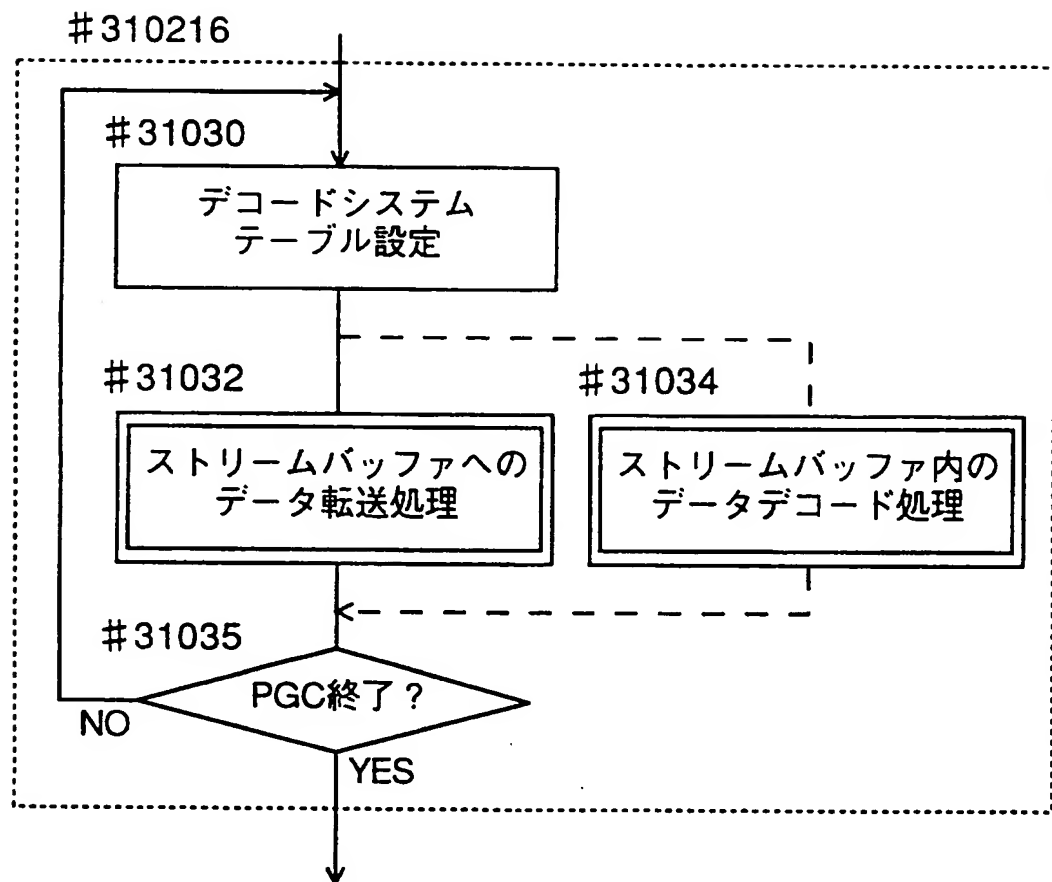 #310216
#31030
デコードシステム
テーブル設定
#31032
ストリームバッファへの
データ転送処理
#31034
ストリームバッファ内の
データデコード処理
#31035
PGC終了?
NO
YES